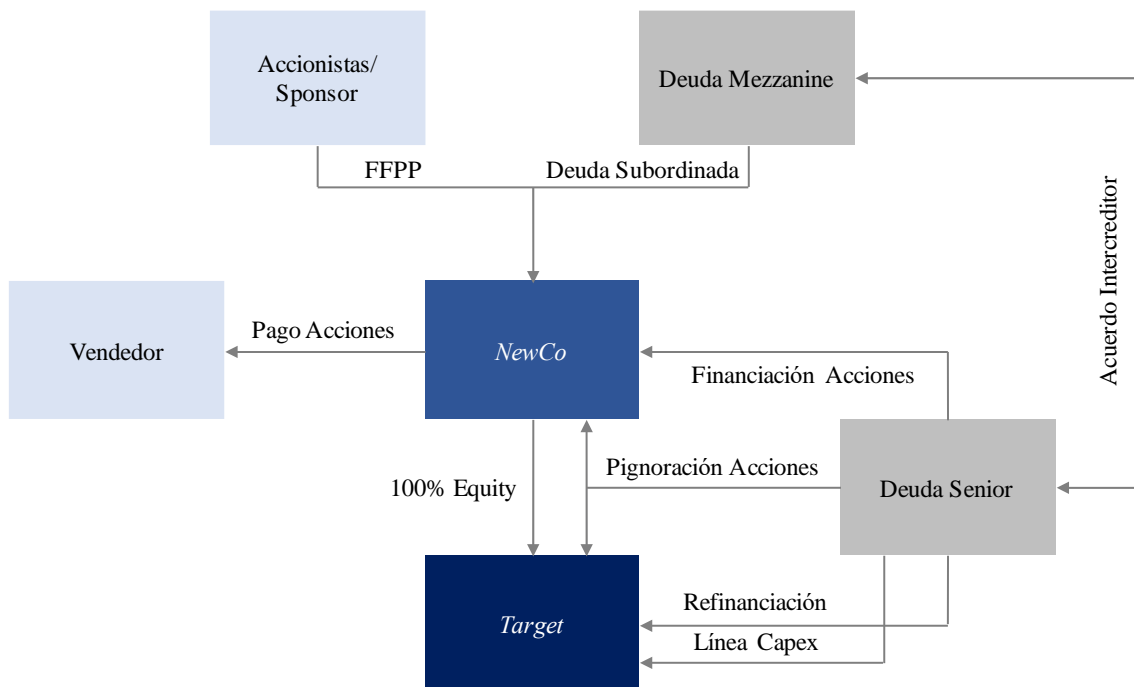 Accionistas/
Sponsor
Deuda Mezzanine
FFPP
Deuda Subordinada
Acuerdo Intercreditor
Vendedor
Pago Acciones
NewCo
Financiación Acciones
100% Equity
Pignoración Acciones
Deuda Senior
Target
Refinanciación
Línea Capex